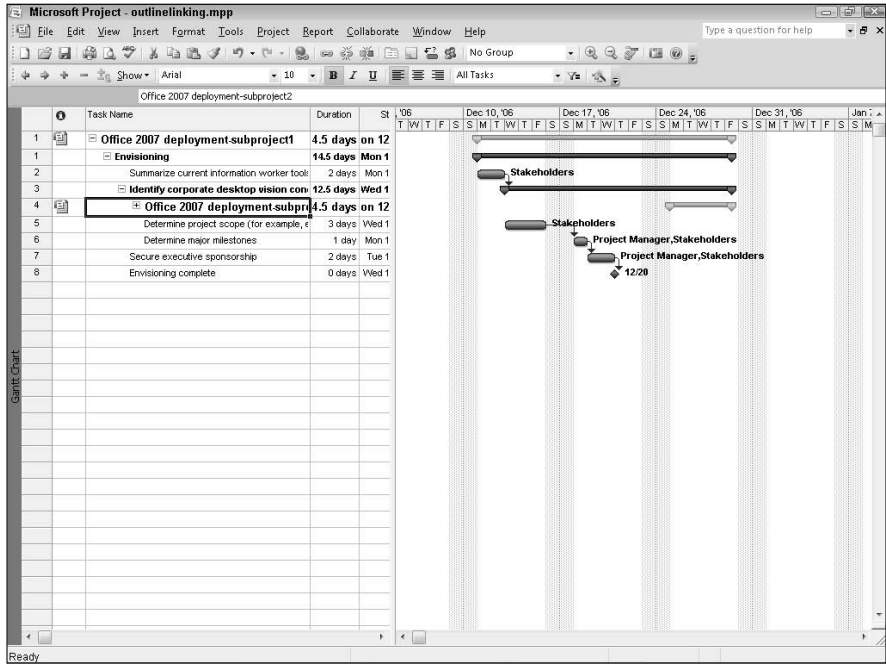 Microsoft Project - outlinelinking.mpp
File Edit View Insert Format Tools Project Report Collaborate Window Help
Type a question for help
No Group
Show Arial 10 B I U All Tasks
Office 2007 deployment-subproject2
Task Name Duration St , '06 Dec 10, '06 Dec 17, '06 Dec 24, '06 Dec 31, '06 Jan
T W T F S S M T W T F S S M T W T F S S M T W T F S S M T W T F S S M
1 Office 2007 deployment-subproject1 4.5 days on 12
1 Envisioning 14.5 days Mon 1
2 Summarize current information worker tools 2 days Mon 1 Stakeholders
3 Identify corporate desktop vision con 12.5 days Wed 1
4 Office 2007 deployment-subpro 4.5 days on 12
5 Determine project scope (for example, e 3 days Wed 1 Stakeholders
6 Determine major milestones 1 day Mon 1 Project Manager,Stakeholders
7 Secure executive sponsorship 2 days Tue 1 Project Manager,Stakeholders
8 Envisioning complete 0 days Wed 1 12/20
Gantt Chart
Ready